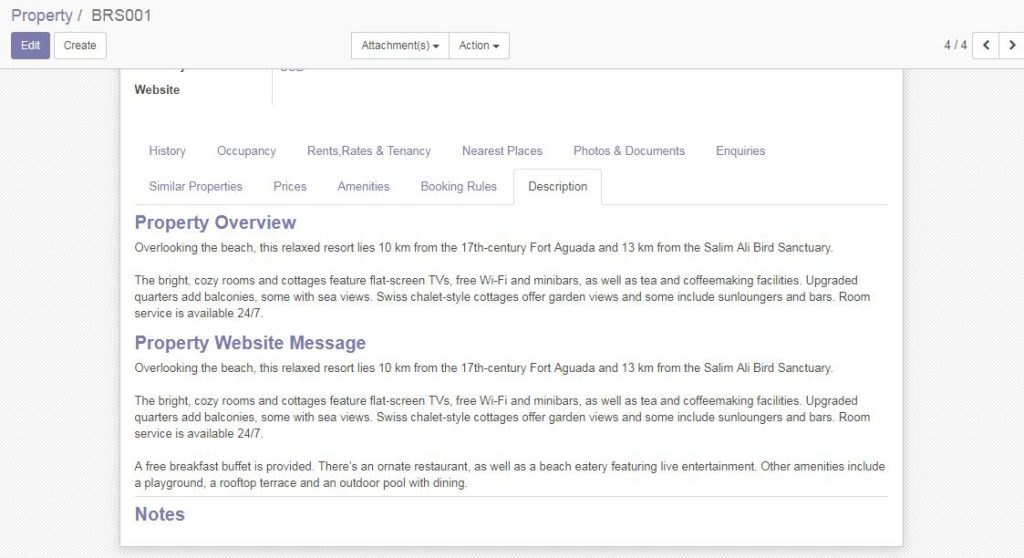 Property / BRS001
Edit Create Attachment(s) Action 4 / 4
Website
History Occupancy Rents,Rates & Tenancy Nearest Places Photos & Documents Enquiries
Similar Properties Prices Amenities Booking Rules Description
Property Overview
Overlooking the beach, this relaxed resort lies 10 km from the 17th-century Fort Aguada and 13 km from the Salim Ali Bird Sanctuary.
The bright, cozy rooms and cottages feature flat-screen TVs, free Wi-Fi and minibars, as well as tea and coffeemaking facilities. Upgraded
quarters add balconies, some with sea views. Swiss chalet-style cottages offer garden views and some include sunloungers and bars. Room
service is available 24/7.
Property Website Message
Overlooking the beach, this relaxed resort lies 10 km from the 17th-century Fort Aguada and 13 km from the Salim Ali Bird Sanctuary.
The bright, cozy rooms and cottages feature flat-screen TVs, free Wi-Fi and minibars, as well as tea and coffeemaking facilities. Upgraded
quarters add balconies, some with sea views. Swiss chalet-style cottages offer garden views and some include sunloungers and bars. Room
service is available 24/7.
A free breakfast buffet is provided. There's an ornate restaurant, as well as a beach eatery featuring live entertainment. Other amenities include
a playground, a rooftop terrace and an outdoor pool with dining.
Notes